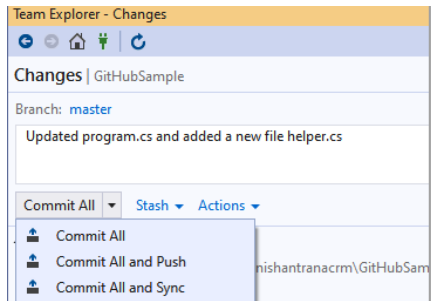 Team Explorer - Changes
Changes | GitHubSample
Branch: master
Updated program.cs and added a new file helper.cs
Commit All Stash Actions
Commit All
Commit All and Push
nishantranacrm\GitHubSam
Commit All and Sync